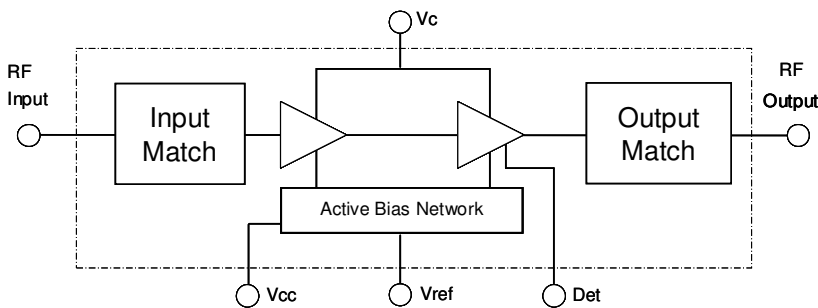 Vc
RF
Input
Input
Match
Output
Match
RF
Output
Active Bias Network
Vcc
Vref
Det